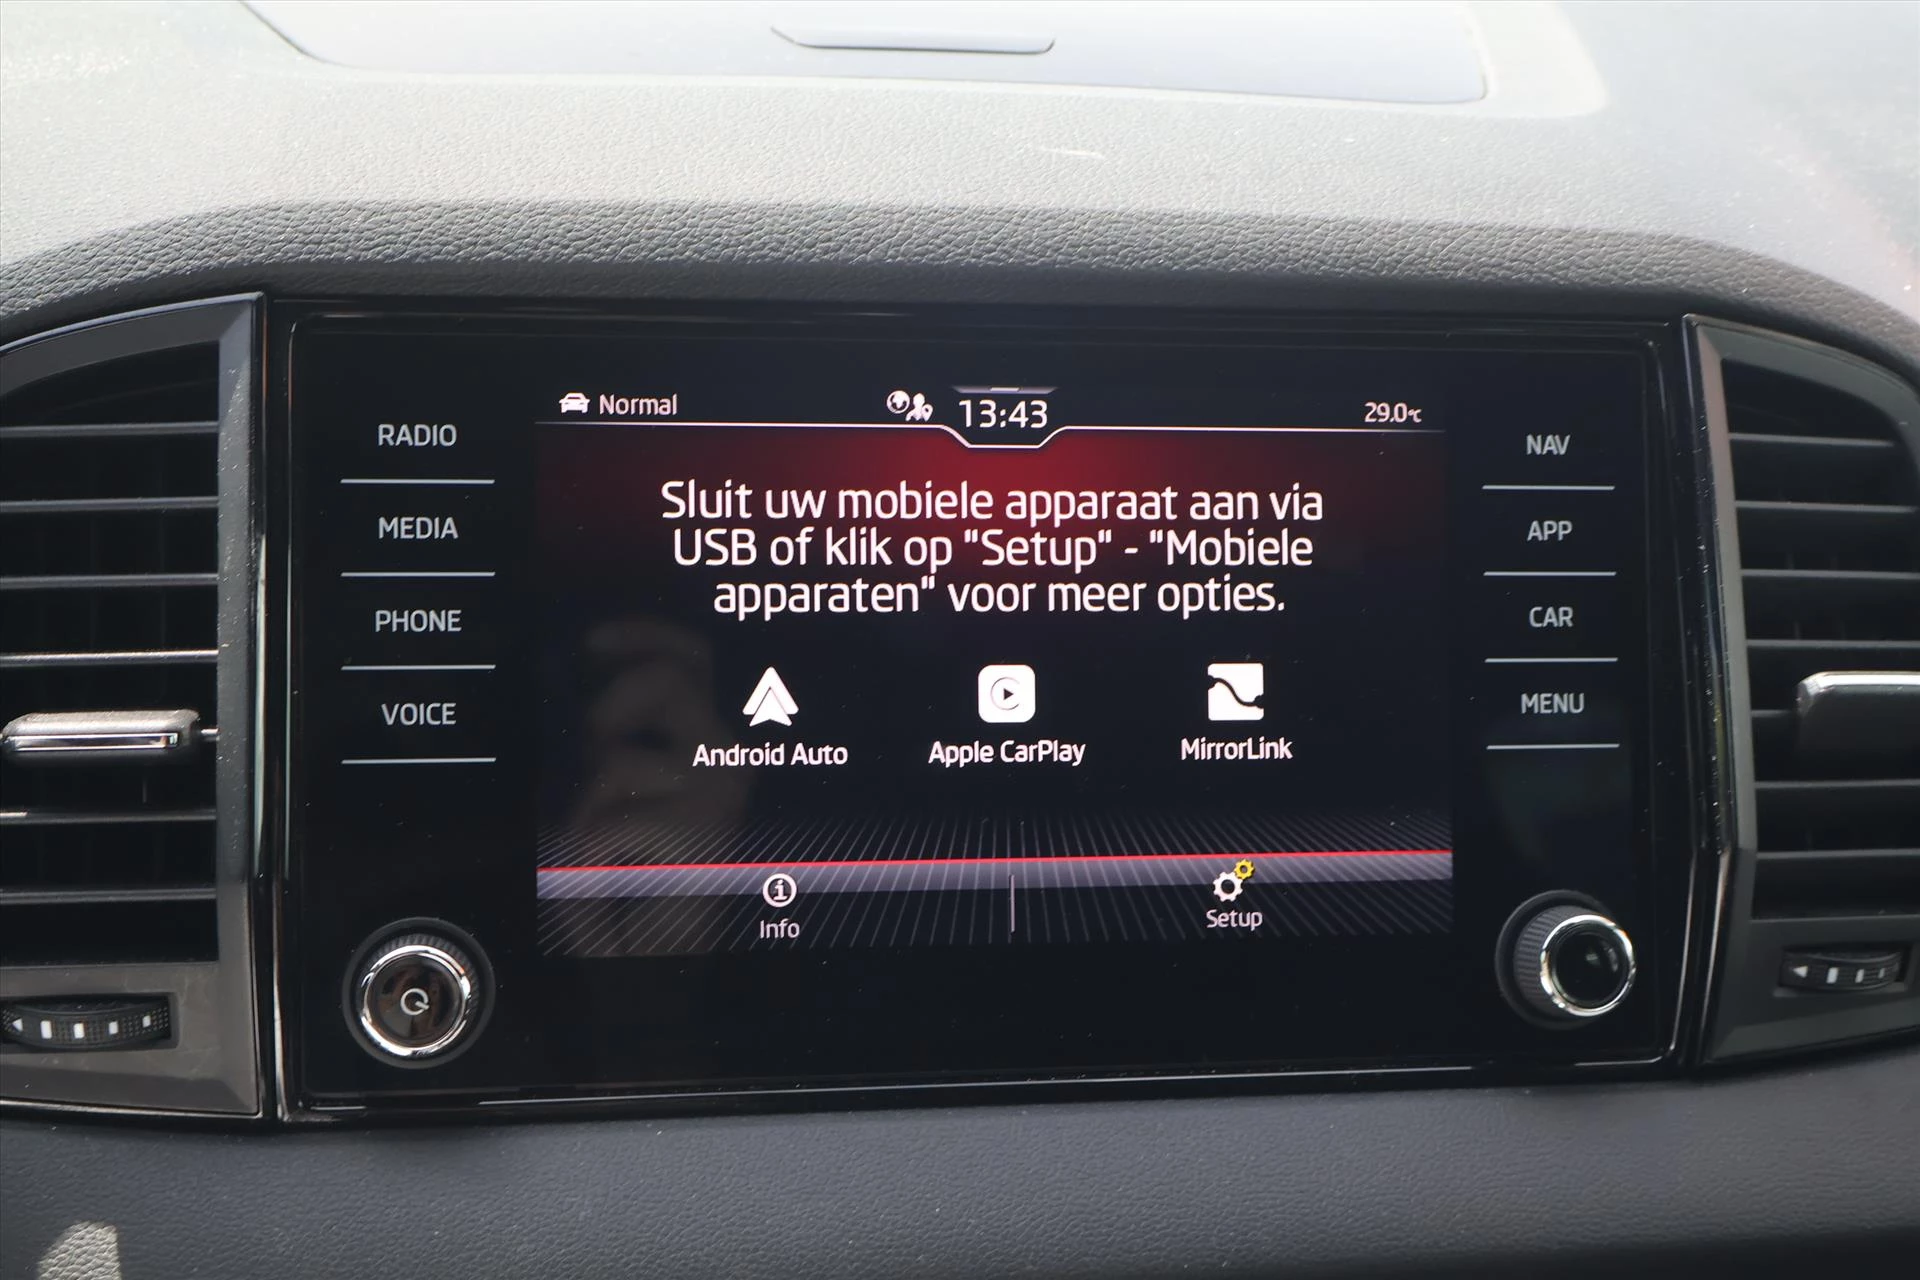 Normal
13:43
29.0°C
RADIO
MEDIA
PHONE
VOICE
Sluit uw mobiele apparaat aan via
USB of klik op "Setup" - "Mobiele
apparaten" voor meer opties.
Android Auto
Apple CarPlay
MirrorLink
Info
Setup
NAV
APP
CAR
MENU